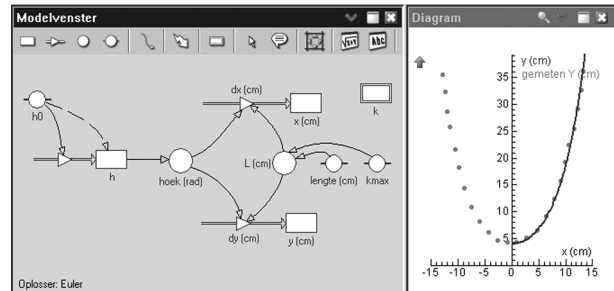 Modelvenster
Diagram
√x+y
Abc
h0
h
hoek (rad)
dx (cm)
x (cm)
k
L (cm)
lengte (cm)
kmax
dy (cm)
y (cm)
Oplosser: Euler
y (cm)
gemeten Y (cm)
35
30
25
20
15
10
5
x (cm)
-15 -10 -5 0 5 10 15